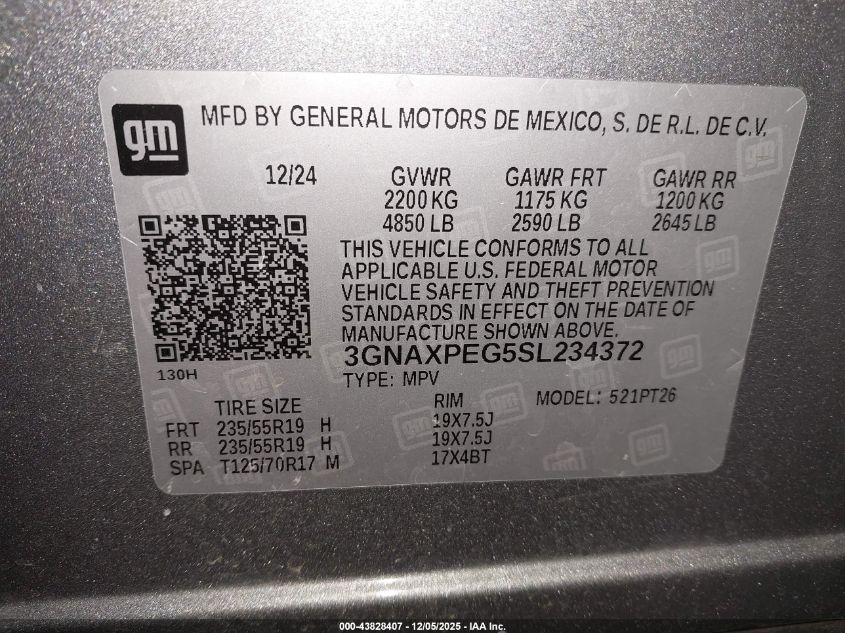 gm
MFD BY GENERAL MOTORS DE MEXICO, S. DE R.L. DE C.V.
12/24 GVWR GAWR FRT GAWR RR
2200 KG 1175 KG 1200 KG
4850 LB 2590 LB 2645 LB
THIS VEHICLE CONFORMS TO ALL
APPLICABLE U.S. FEDERAL MOTOR
VEHICLE SAFETY AND THEFT PREVENTION
STANDARDS IN EFFECT ON THE DATE OF
MANUFACTURE SHOWN ABOVE.
3GNAXPEG5SL234372
130H
TYPE: MPV
MODEL: 521PT26
TIRE SIZE RIM
FRT 235/55R19 H 19X7.5J
RR 235/55R19 H 19X7.5J
SPA T125/70R17 M 17X4BT
000-43828407 - 12/05/2025 - IAA Inc.